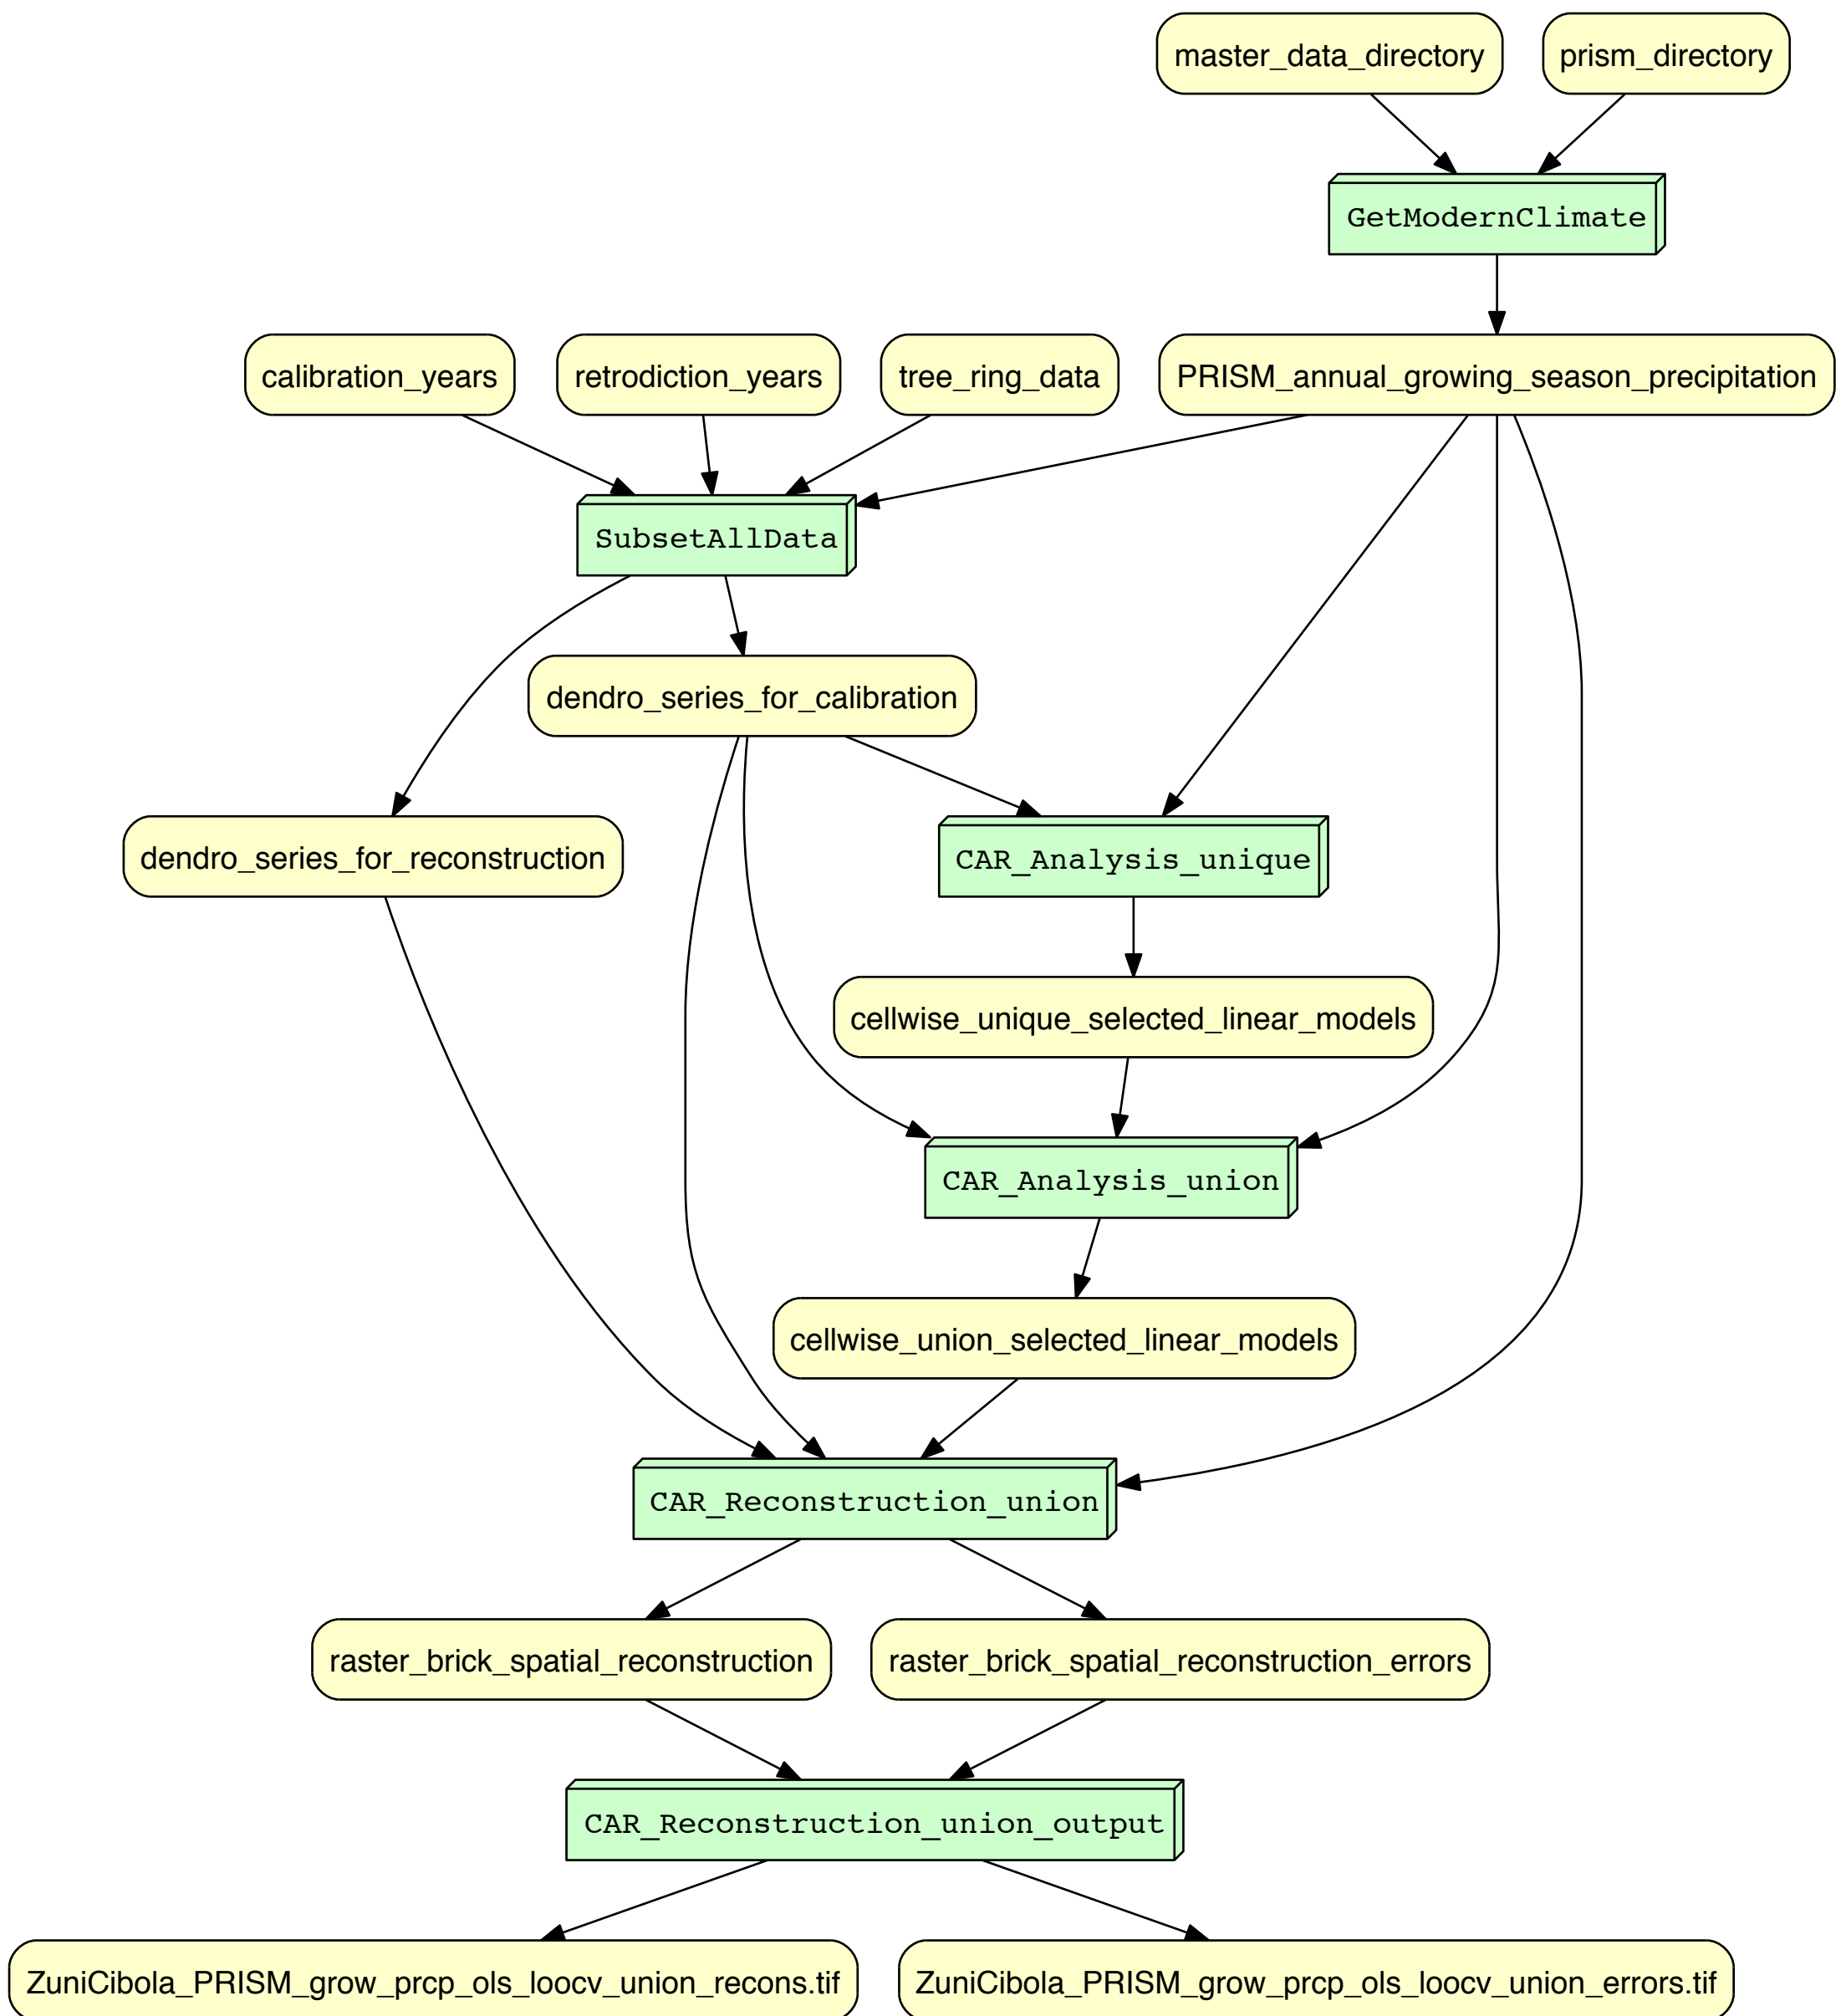 master_data_directory
prism_directory
GetModernClimate
calibration_years
retrodiction_years
tree_ring_data
PRISM_annual_growing_season_precipitation
SubsetAllData
dendro_series_for_calibration
dendro_series_for_reconstruction
CAR_Analysis_unique
cellwise_unique_selected_linear_models
CAR_Analysis_union
cellwise_union_selected_linear_models
CAR_Reconstruction_union
raster_brick_spatial_reconstruction
raster_brick_spatial_reconstruction_errors
CAR_Reconstruction_union_output
ZuniCibola_PRISM_grow_prcp_ols_loocv_union_recons.tif
ZuniCibola_PRISM_grow_prcp_ols_loocv_union_errors.tif